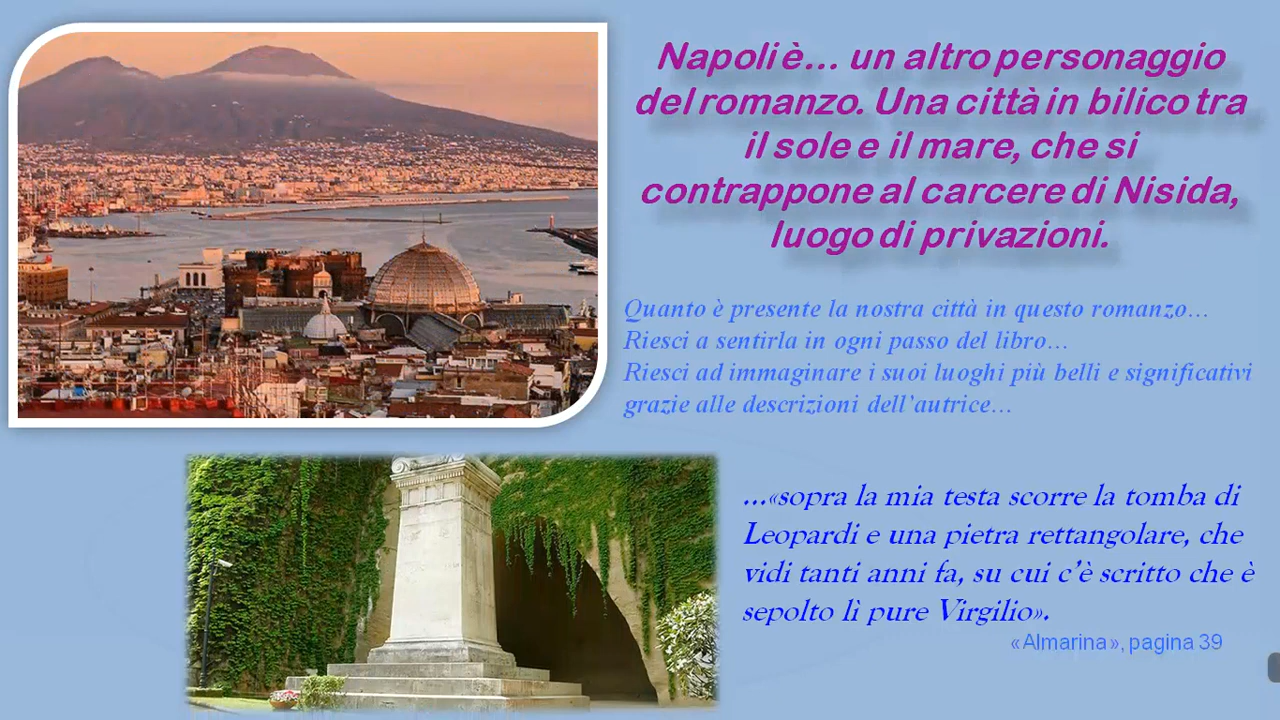 Napoli è… un altro personaggio
del romanzo. Una città in bilico tra
il sole e il mare, che si
contrappone al carcere di Nisida,
luogo di privazioni.
Quanto è presente la nostra città in questo romanzo…
Riesci a sentirla in ogni passo del libro…
Riesci ad immaginare i suoi luoghi più belli e significativi
grazie alle descrizioni dell'autrice…
…«sopra la mia testa scorre la tomba di
Leopardi e una pietra rettangolare, che
vidi tanti anni fa, su cui c'è scritto che è
sepolto lì pure Virgilio».
«Almarina», pagina 39